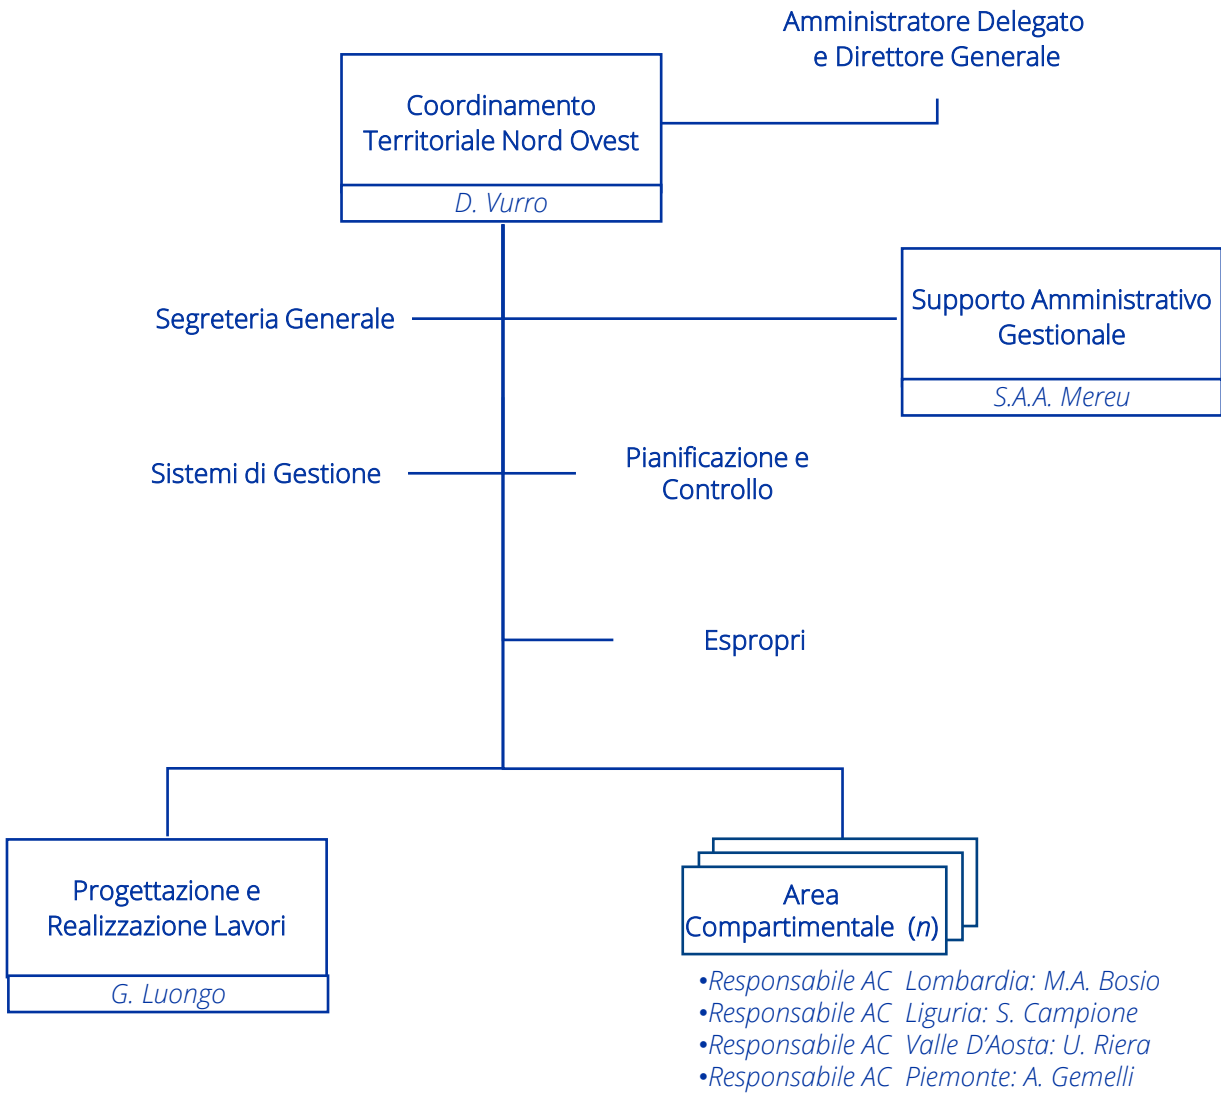 Amministratore Delegato
e Direttore Generale
Coordinamento
Territoriale Nord Ovest
D. Vurro
Segreteria Generale
Supporto Amministrativo
Gestionale
S.A.A. Mereu
Sistemi di Gestione
Pianificazione e
Controllo
Espropri
Progettazione e
Realizzazione Lavori
G. Luongo
Area
Compartimentale (n)
•Responsabile AC Lombardia: M.A. Bosio
•Responsabile AC Liguria: S. Campione
•Responsabile AC Valle D’Aosta: U. Riera
•Responsabile AC Piemonte: A. Gemelli